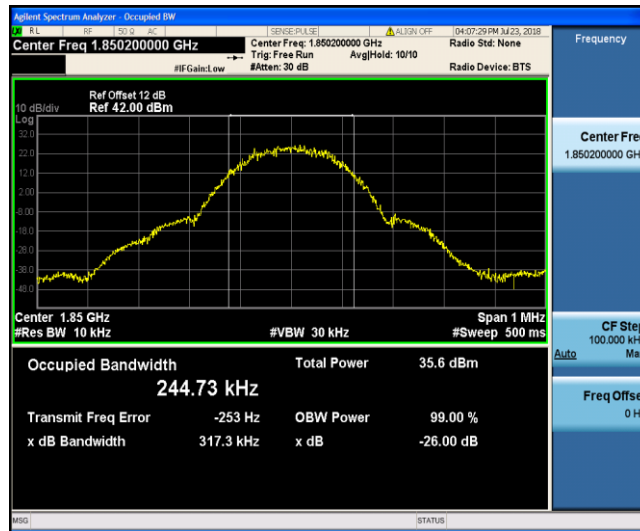 Agilent Spectrum Analyzer - Occupied BW
RL RF 50 Ω AC SENSE:PULSE ALIGN OFF 04:07:29 PM Jul 23, 2018
Center Freq 1.850200000 GHz
Center Freq: 1.850200000 GHz
Radio Std: None
Trig: Free Run Avg|Hold: 10/10
#IFGain:Low
#Atten: 30 dB
Radio Device: BTS
Ref Offset 12 dB
10 dB/div Ref 42.00 dBm
Log
32.0
22.0
12.0
2.00
-8.00
-18.0
-28.0
-38.0
-48.0
Center 1.85 GHz Span 1 MHz
#Res BW 10 kHz #VBW 30 kHz #Sweep 500 ms
Occupied Bandwidth Total Power 35.6 dBm
244.73 kHz
Transmit Freq Error -253 Hz OBW Power 99.00 %
x dB Bandwidth 317.3 kHz x dB -26.00 dB
MSG STATUS
Frequency
Center Fre
1.850200000 GH
CF Step
100.000 kH
Auto Ma
Freq Offse
0 H